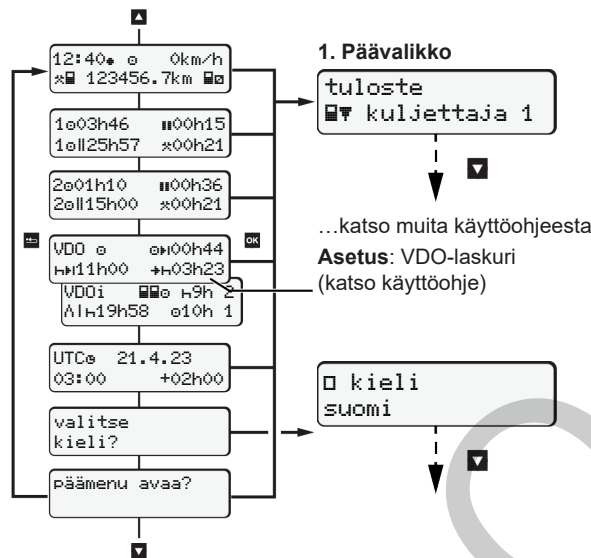 12:40 0km/h
123456.7km
1 03h46 00h15
1 25h57 00h21
2 01h10 00h36
2 15h00 00h21
VDO 00h44
11h00 03h23
VDOi 9h 2
19h58 10h 1
UTC 21.4.23
03:00 +02h00
valitse
kieli?
päämenu avaa?
OK
1. Päävalikko
tuloste
kuljettaja 1
…katso muita käyttöohjeesta
Asetus: VDO-laskuri
(katso käyttöohje)
kieli
suomi